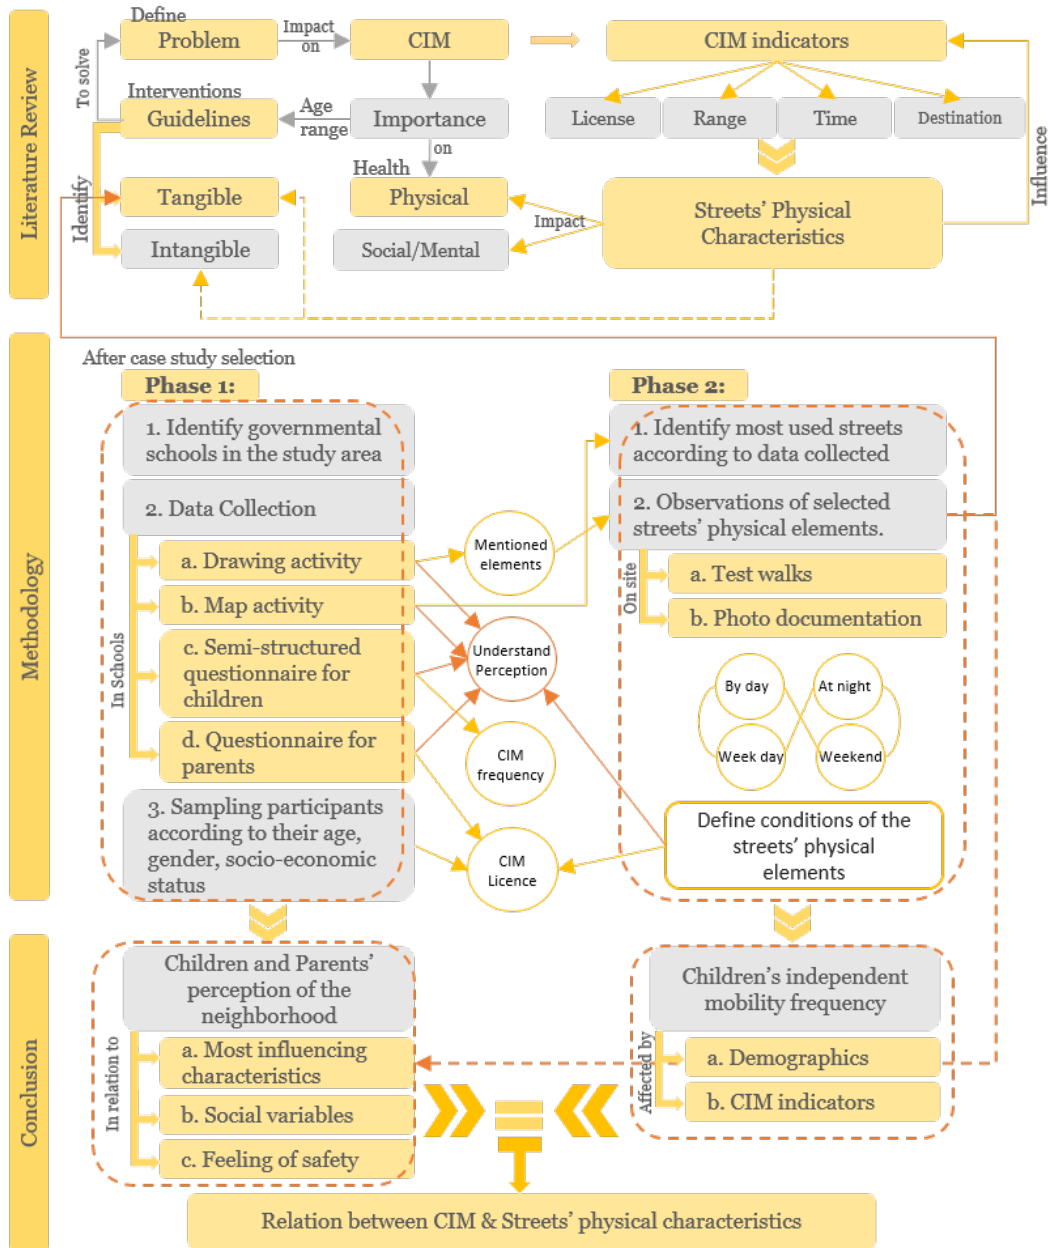 Literature Review
Define
Problem
Impact
on
CIM
CIM indicators
To solve
Interventions
Guidelines
Age
range
Importance
License
Range
Time
Destination
on
Health
Identify
Tangible
Intangible
Physical
Social/Mental
Impact
Streets' Physical
Characteristics
Influence
Methodology
After case study selection
Phase 1:
1. Identify governmental
schools in the study area
2. Data Collection
In Schools
a. Drawing activity
b. Map activity
c. Semi-structured
questionnaire for
children
d. Questionnaire for
parents
3. Sampling participants
according to their age,
gender, socio-economic
status
Mentioned
elements
Understand
Perception
CIM
frequency
CIM
Licence
Phase 2:
1. Identify most used streets
according to data collected
2. Observations of selected
streets' physical elements.
On site
a. Test walks
b. Photo documentation
By day
At night
Week day
Weekend
Define conditions of the
streets' physical
elements
Conclusion
Children and Parents'
perception of the
neighborhood
In relation to
a. Most influencing
characteristics
b. Social variables
c. Feeling of safety
Children's independent
mobility frequency
Affected by
a. Demographics
b. CIM indicators
Relation between CIM & Streets' physical characteristics